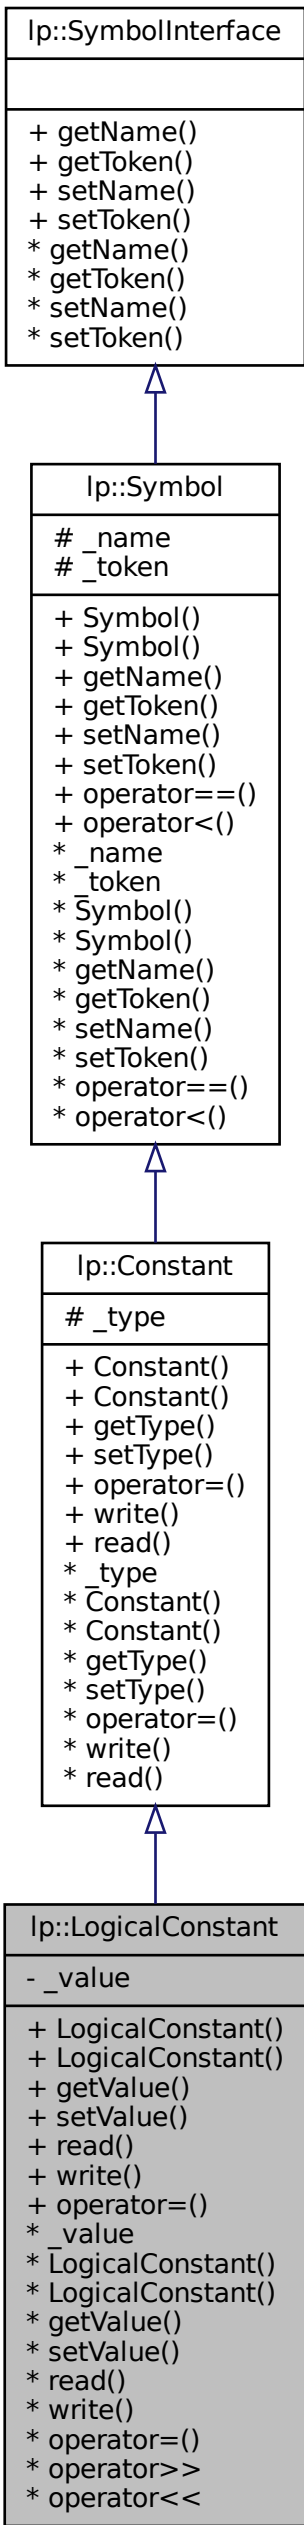 lp::SymbolInterface
+ getName()
+ getToken()
+ setName()
+ setToken()
* getName()
* getToken()
* setName()
* setToken()
lp::Symbol
# _name
# _token
+ Symbol()
+ Symbol()
+ getName()
+ getToken()
+ setName()
+ setToken()
+ operator==()
+ operator<()
* _name
* _token
* Symbol()
* Symbol()
* getName()
* getToken()
* setName()
* setToken()
* operator==()
* operator<()
lp::Constant
# _type
+ Constant()
+ Constant()
+ getType()
+ setType()
+ operator=()
+ write()
+ read()
* _type
* Constant()
* Constant()
* getType()
* setType()
* operator=()
* write()
* read()
lp::LogicalConstant
- _value
+ LogicalConstant()
+ LogicalConstant()
+ getValue()
+ setValue()
+ read()
+ write()
+ operator=()
* _value
* LogicalConstant()
* LogicalConstant()
* getValue()
* setValue()
* read()
* write()
* operator=()
* operator>>
* operator<<